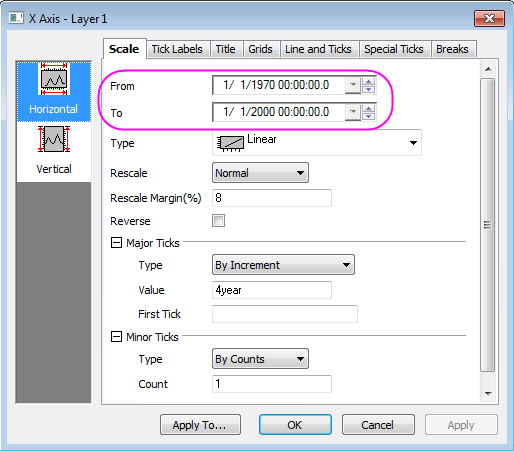 X Axis - Layer1
Scale Tick Labels Title Grids Line and Ticks Special Ticks Breaks
Horizontal
Vertical
From 1/ 1/1970 00:00:00.0
To 1/ 1/2000 00:00:00.0
Type Linear
Rescale Normal
Rescale Margin(%) 8
Reverse
Major Ticks
Type By Increment
Value 4year
First Tick
Minor Ticks
Type By Counts
Count 1
Apply To... OK Cancel Apply